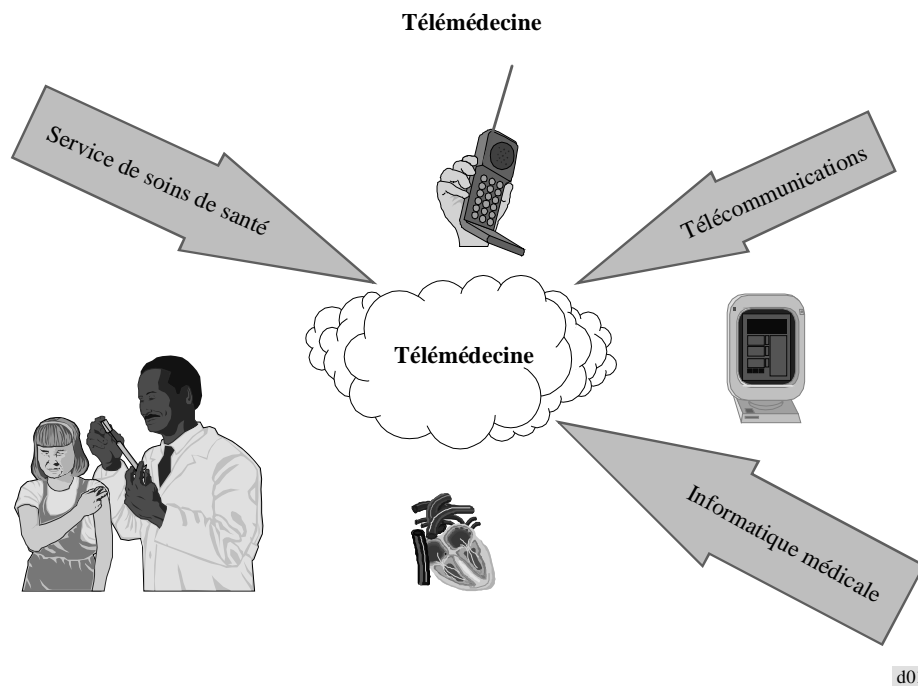 Télémédecine
Service de soins de santé
Télécommunications
Télémédecine
Informatique médicale
d0